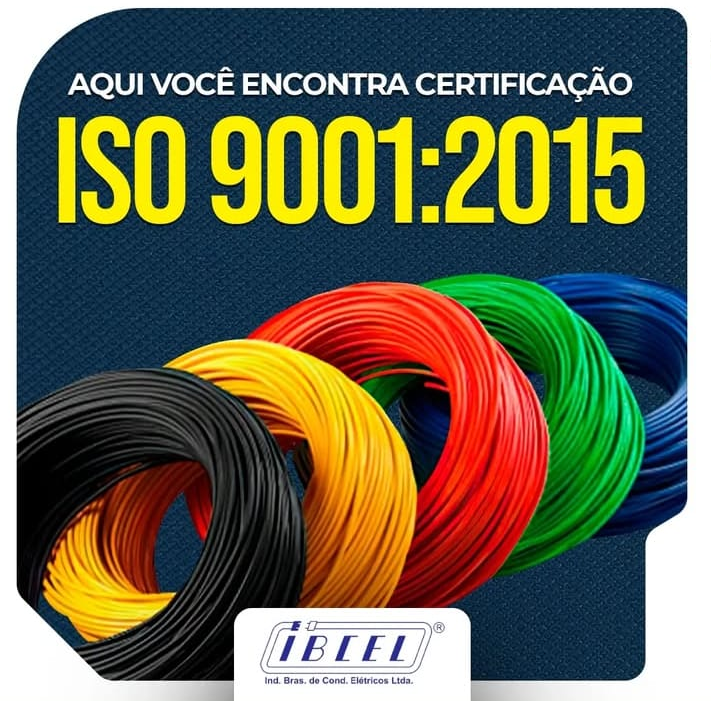 AQUI VOCÊ ENCONTRA CERTIFICAÇÃO
ISO 9001:2015
IBCEL®
Ind. Bras. de Cond. Elétricos Ltda.